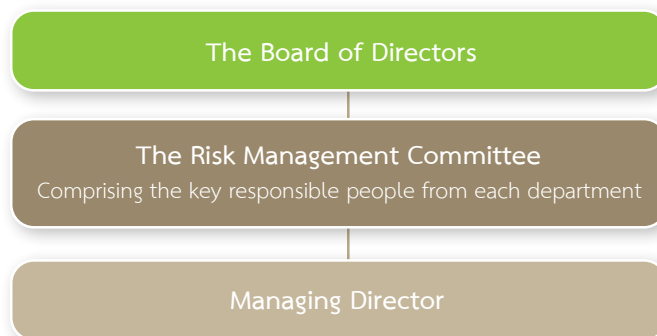 The Board of Directors
The Risk Management Committee
Comprising the key responsible people from each department
Managing Director